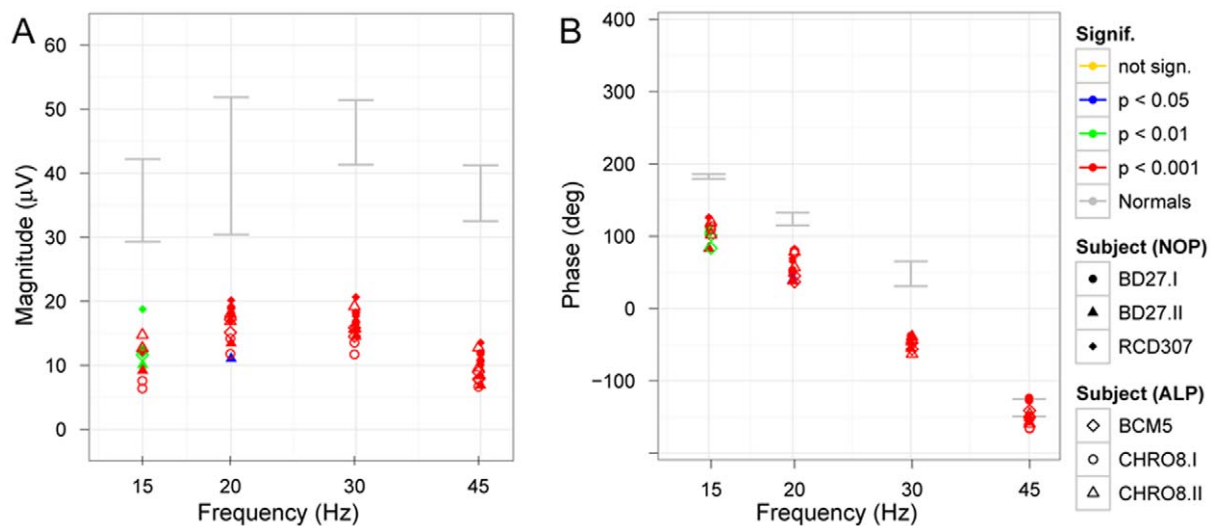 A
60
50
40
30
20
10
0
Magnitude (μV)
15 20 30 45
Frequency (Hz)
B
400
300
200
100
0
−100
Phase (deg)
15 20 30 45
Frequency (Hz)
Signif.
not sign.
p < 0.05
p < 0.01
p < 0.001
Normals
Subject (NOP)
BD27.I
BD27.II
RCD307
Subject (ALP)
BCM5
CHRO8.I
CHRO8.II